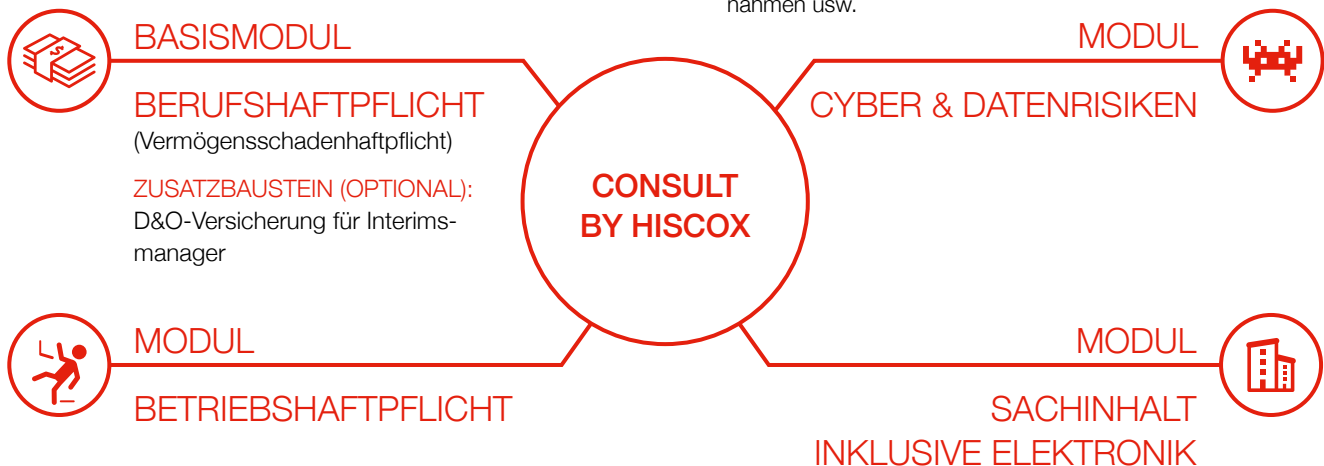 nahmen usw.
BASISMODUL
BERUFSHAFTPFLICHT
(Vermögensschadenhaftpflicht)
ZUSATZBAUSTEIN (OPTIONAL):
D&O-Versicherung für Interims-
manager
MODUL
CYBER & DATENRISIKEN
CONSULT
BY HISCOX
MODUL
BETRIEBSHAFTPFLICHT
MODUL
SACHINHALT
INKLUSIVE ELEKTRONIK